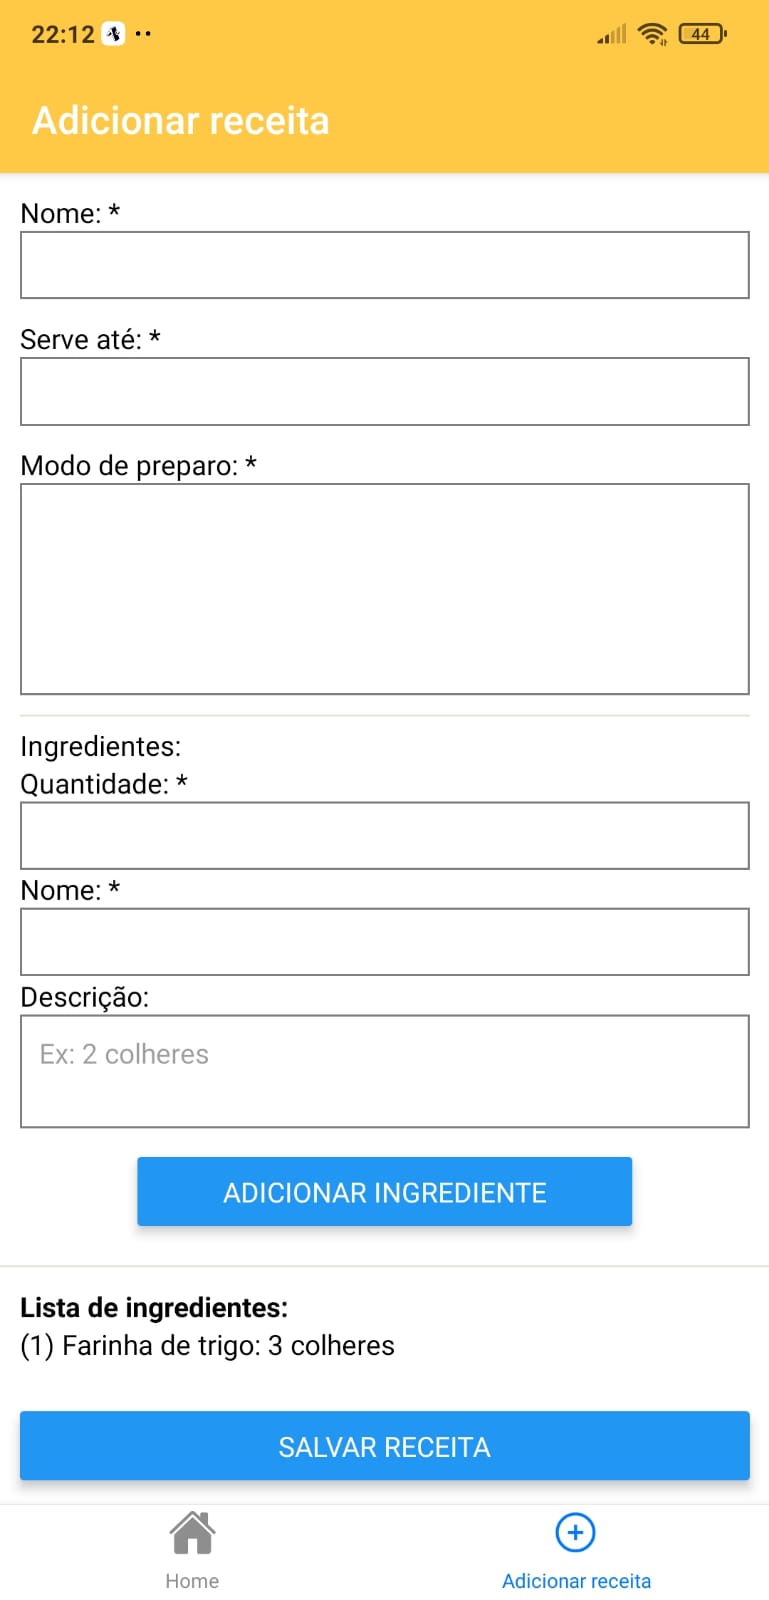 22:12
44
Adicionar receita
Nome: *
Serve até: *
Modo de preparo: *
Ingredientes:
Quantidade: *
Nome: *
Descrição:
Ex: 2 colheres
ADICIONAR INGREDIENTE
Lista de ingredientes:
(1) Farinha de trigo: 3 colheres
SALVAR RECEITA
Home
Adicionar receita